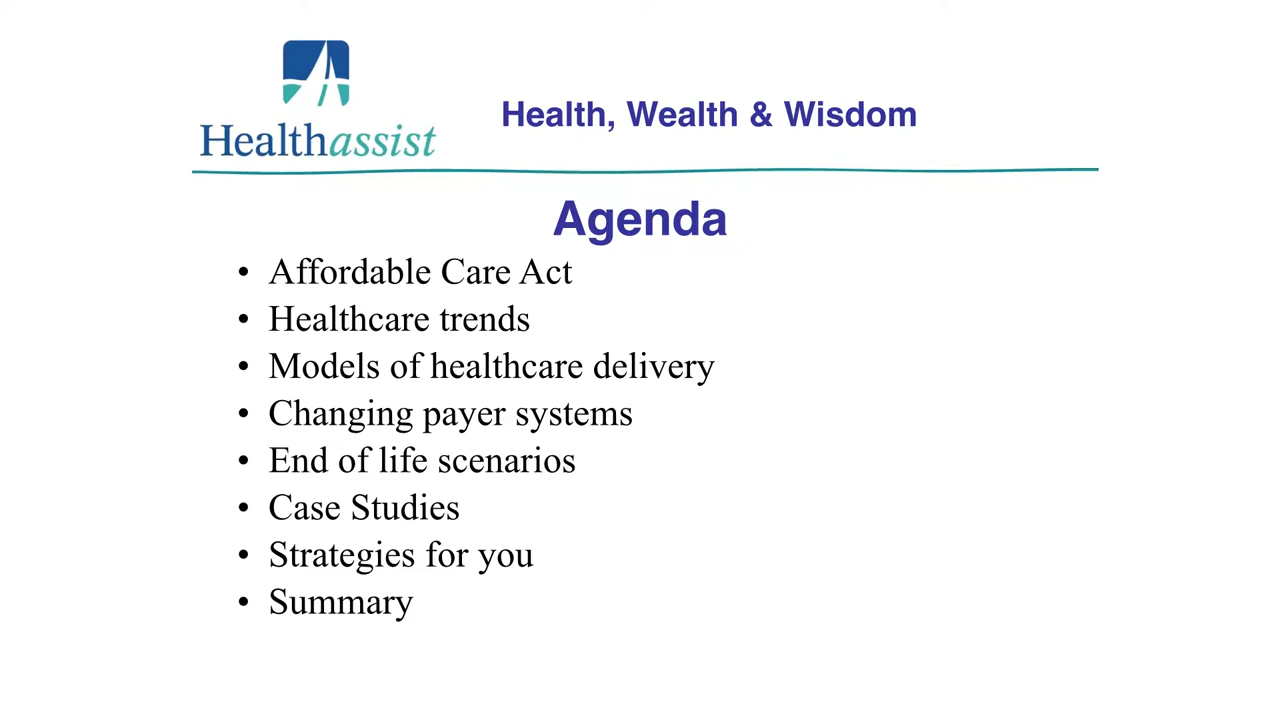 Healthassist
Health, Wealth & Wisdom
Agenda
• Affordable Care Act
• Healthcare trends
• Models of healthcare delivery
• Changing payer systems
• End of life scenarios
• Case Studies
• Strategies for you
• Summary